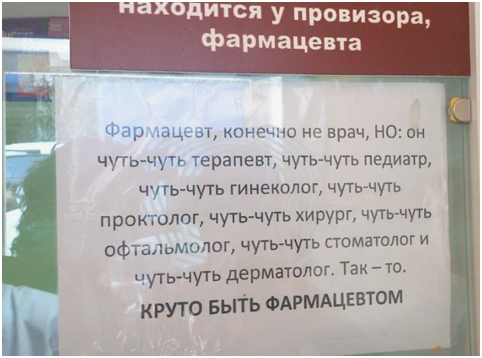 находится у провизора,
фармацевта
Фармацевт, конечно не врач, НО: он
чуть-чуть терапевт, чуть-чуть педиатр,
чуть-чуть гинеколог, чуть-чуть
проктолог, чуть-чуть хирург, чуть-чуть
офтальмолог, чуть-чуть стоматолог и
чуть-чуть дерматолог. Так – то.
КРУТО БЫТЬ ФАРМАЦЕВТОМ